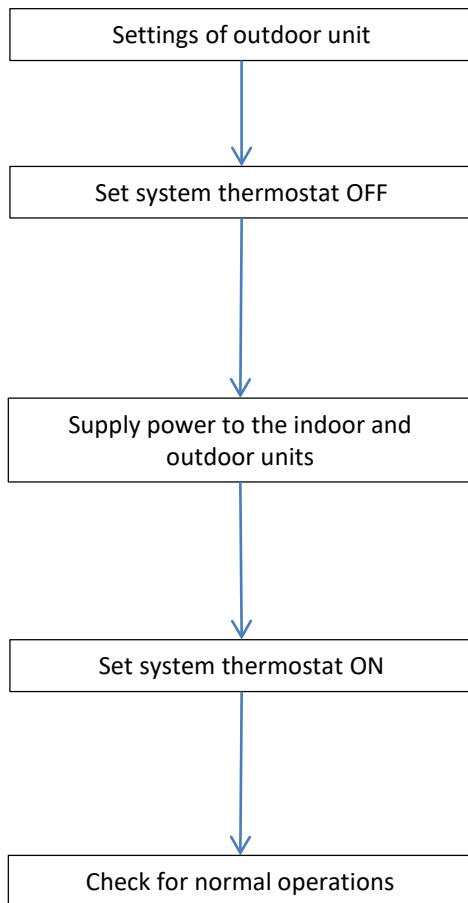 Settings of outdoor unit
Set system thermostat OFF
Supply power to the indoor and
outdoor units
Set system thermostat ON
Check for normal operations